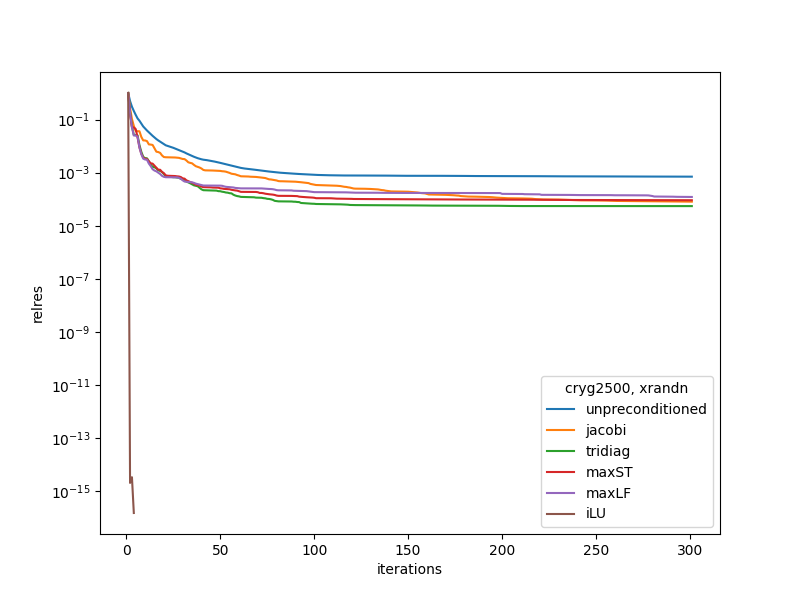 relres
10⁻¹
10⁻³
10⁻⁵
10⁻⁷
10⁻⁹
10⁻¹¹
10⁻¹³
10⁻¹⁵
cryg2500, xrandn
unpreconditioned
jacobi
tridiag
maxST
maxLF
iLU
0 50 100 150 200 250 300
iterations